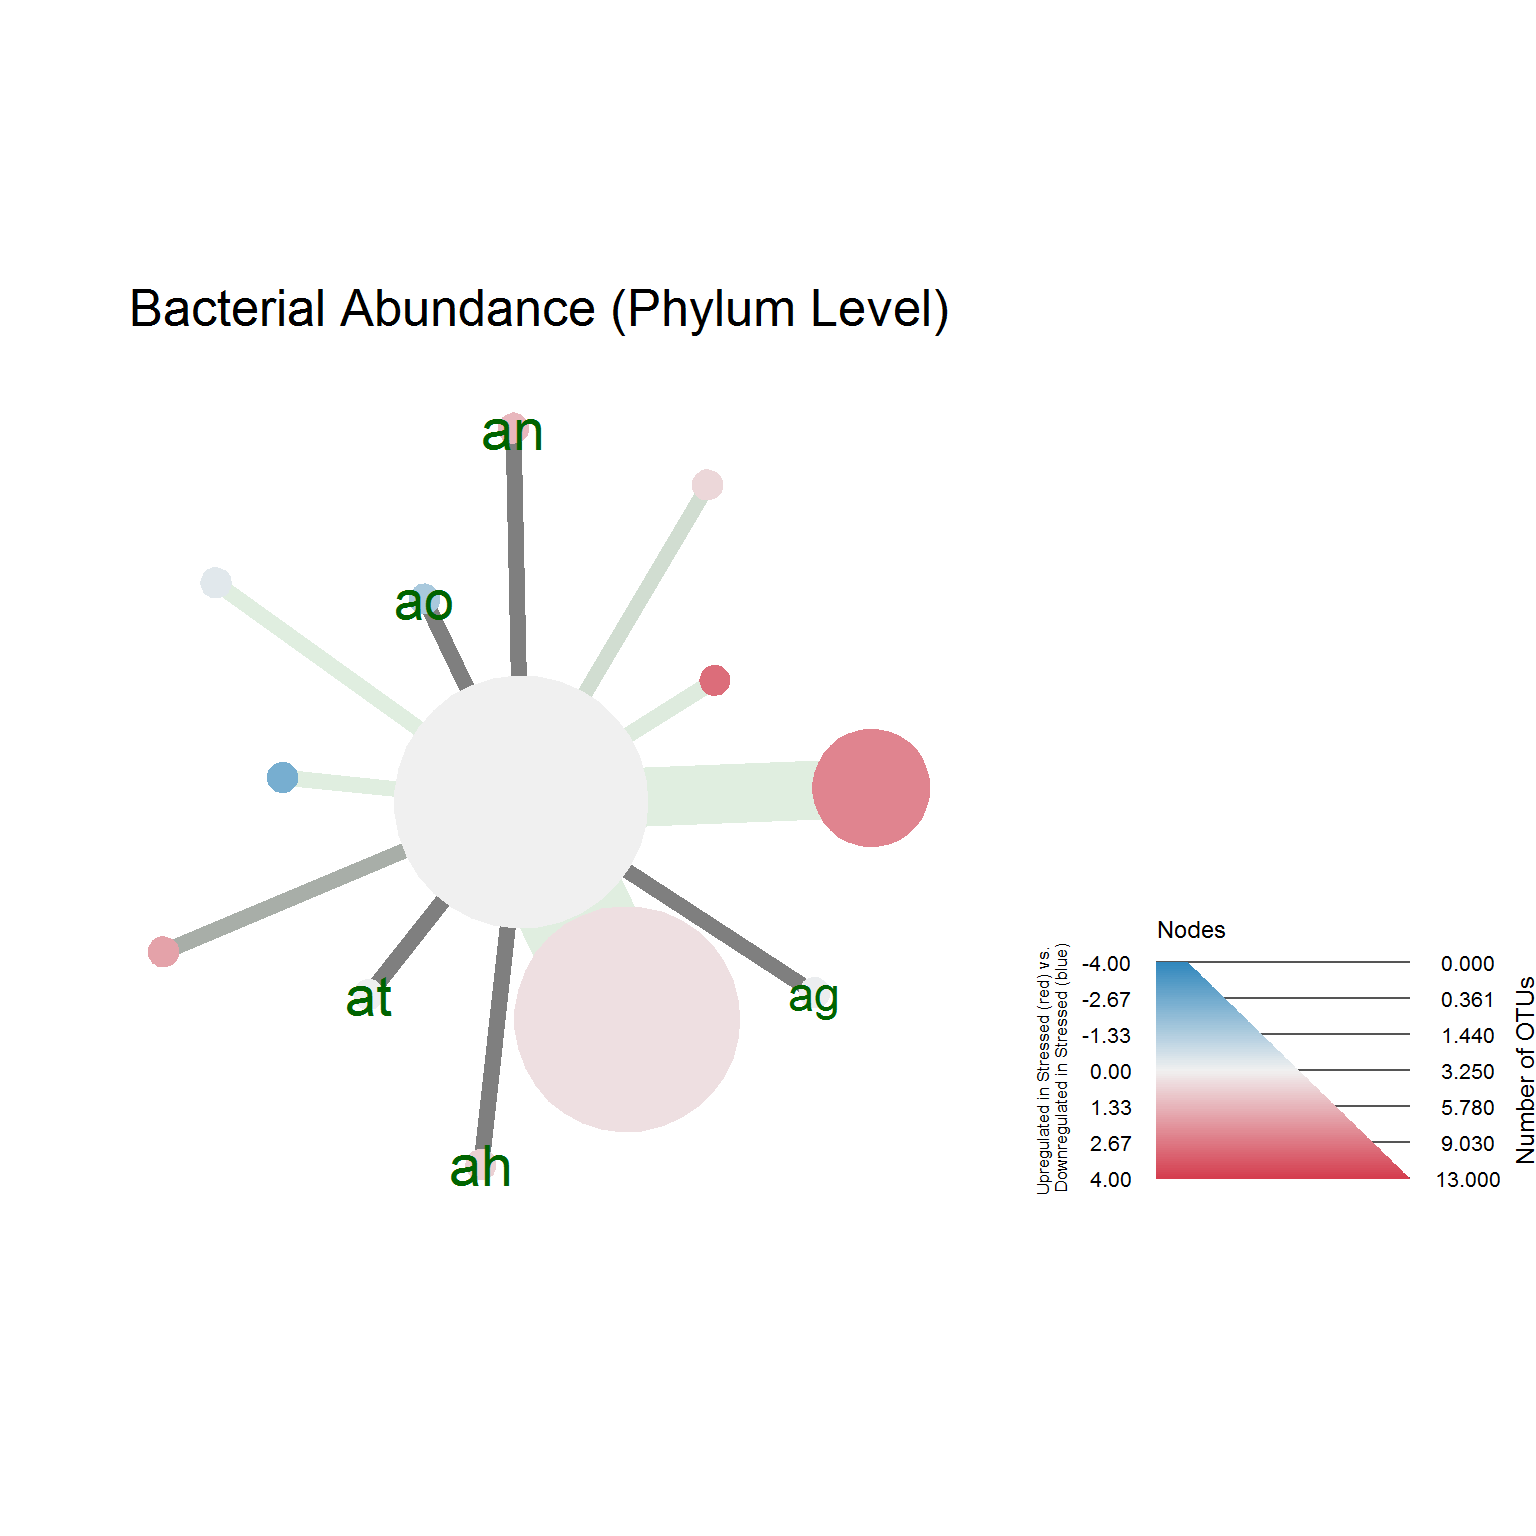 Bacterial Abundance (Phylum Level)
an
ao
at
ag
ah
Nodes
Upregulated in Stressed (red) vs.
Downregulated in Stressed (blue)
-4.00 0.000
-2.67 0.361
-1.33 1.440
0.00 3.250
1.33 5.780
2.67 9.030
4.00 13.000
Number of OTUs